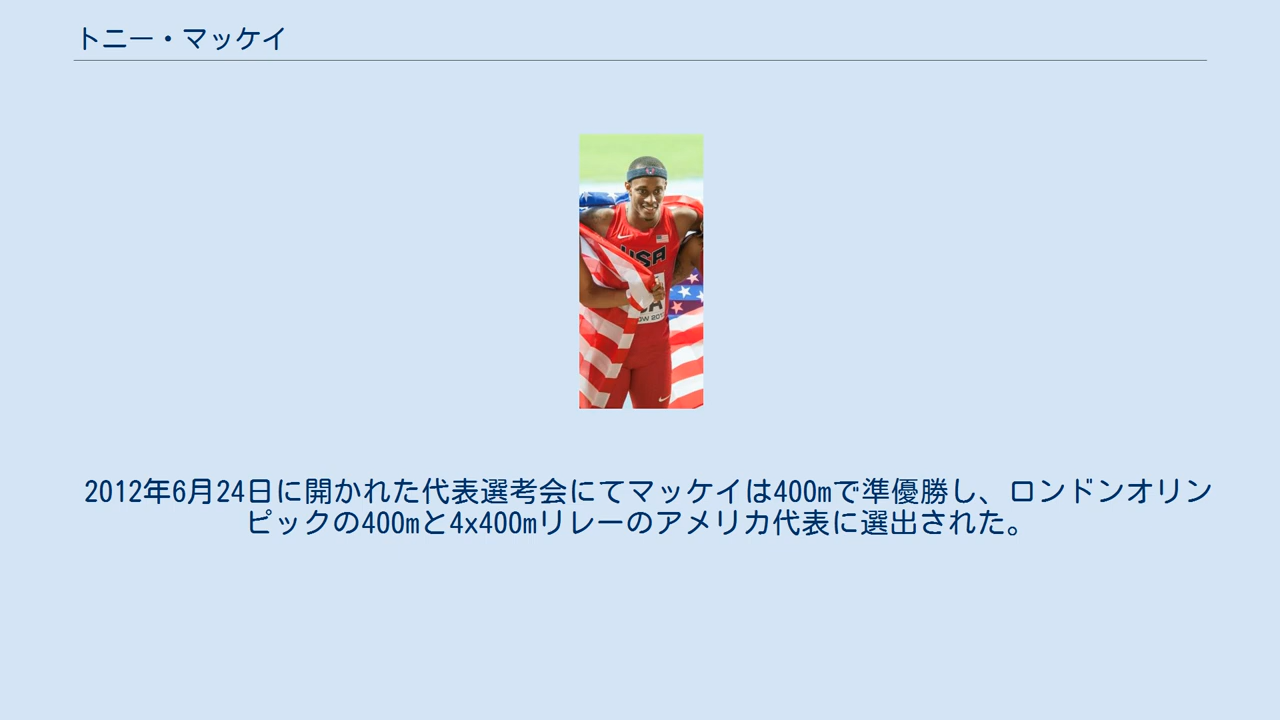 トニー・マッケイ
USA
2012年6月24日に開かれた代表選考会にてマッケイは400mで準優勝し、ロンドンオリン
ピックの400mと4x400mリレーのアメリカ代表に選出された。